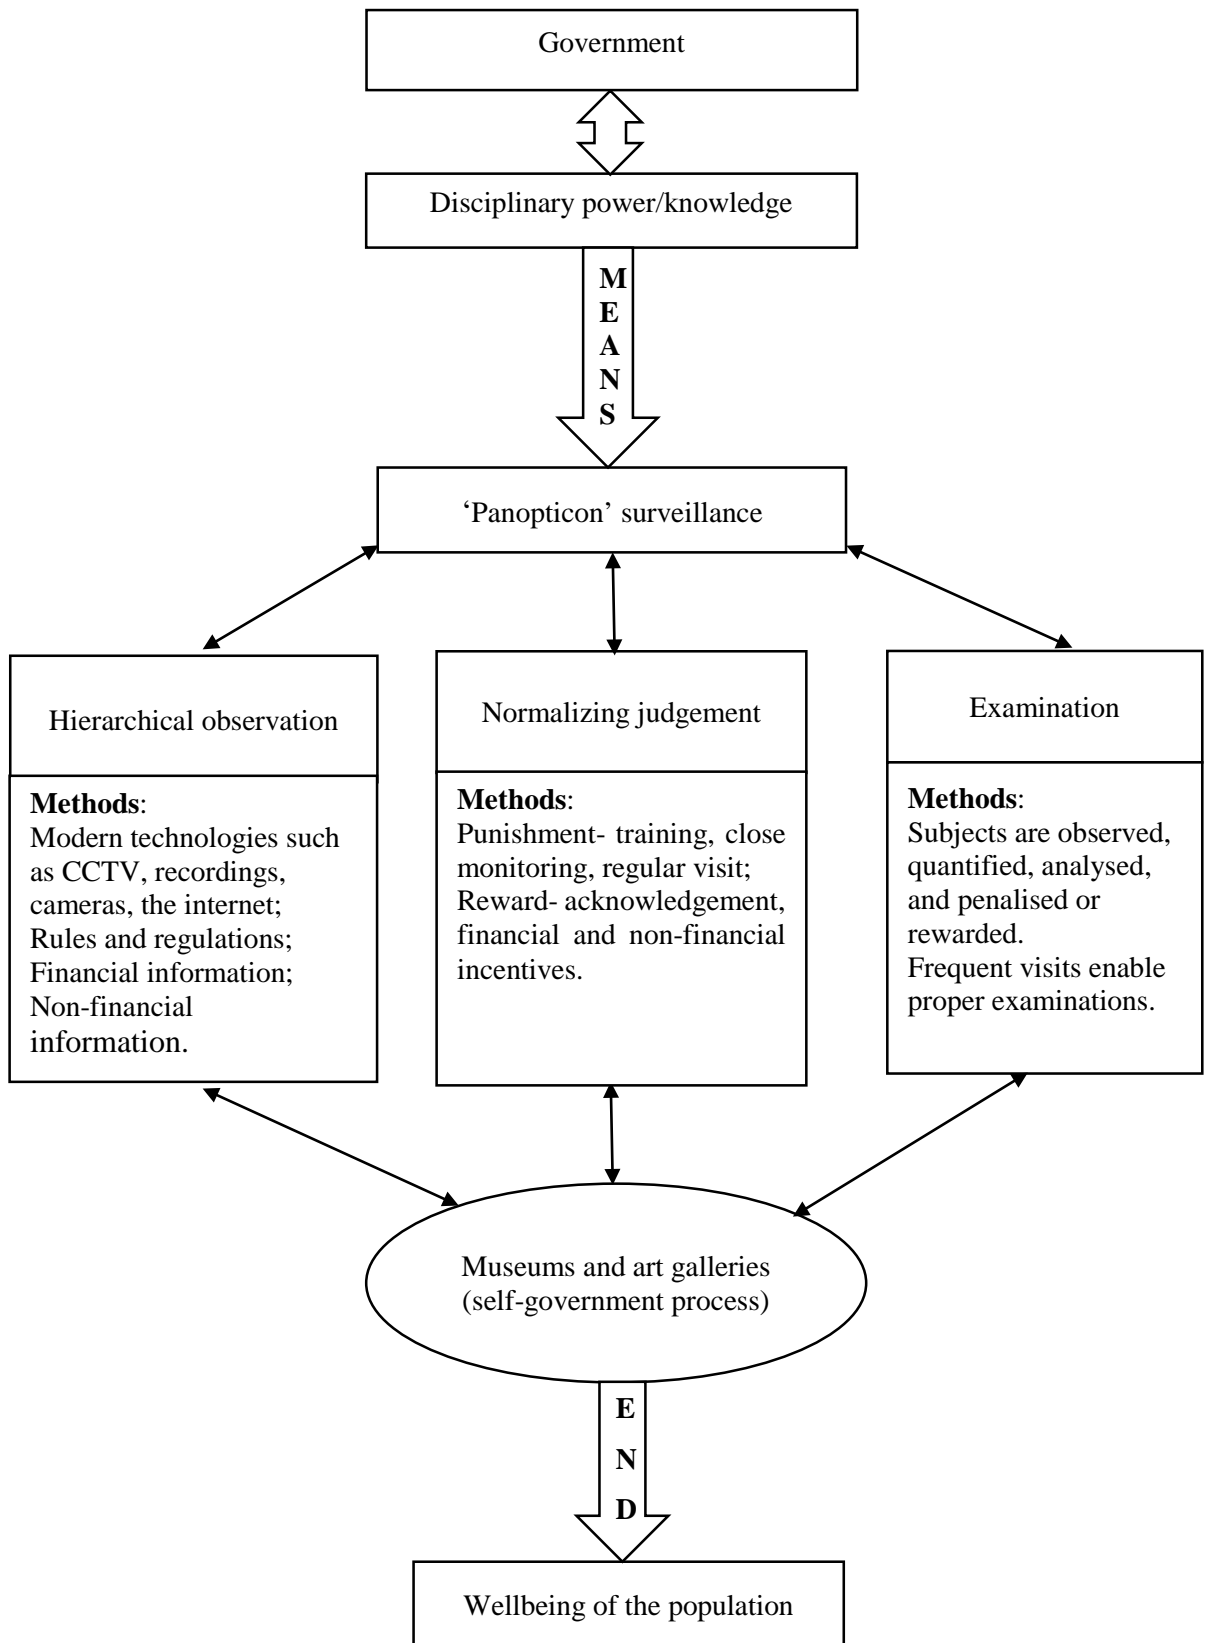 Government
Disciplinary power/knowledge
M
E
A
N
S
‘Panopticon’ surveillance
Hierarchical observation
Methods:
Modern technologies such
as CCTV, recordings,
cameras, the internet;
Rules and regulations;
Financial information;
Non-financial
information.
Normalizing judgement
Methods:
Punishment- training, close
monitoring, regular visit;
Reward- acknowledgement,
financial and non-financial
incentives.
Examination
Methods:
Subjects are observed,
quantified, analysed,
and penalised or
rewarded.
Frequent visits enable
proper examinations.
Museums and art galleries
(self-government process)
E
N
D
Wellbeing of the population